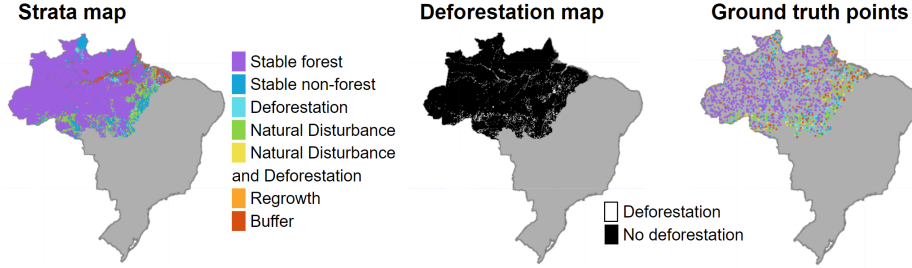 Strata map
Stable forest
Stable non-forest
Deforestation
Natural Disturbance
Natural Disturbance
and Deforestation
Regrowth
Buffer
Deforestation map
Deforestation
No deforestation
Ground truth points